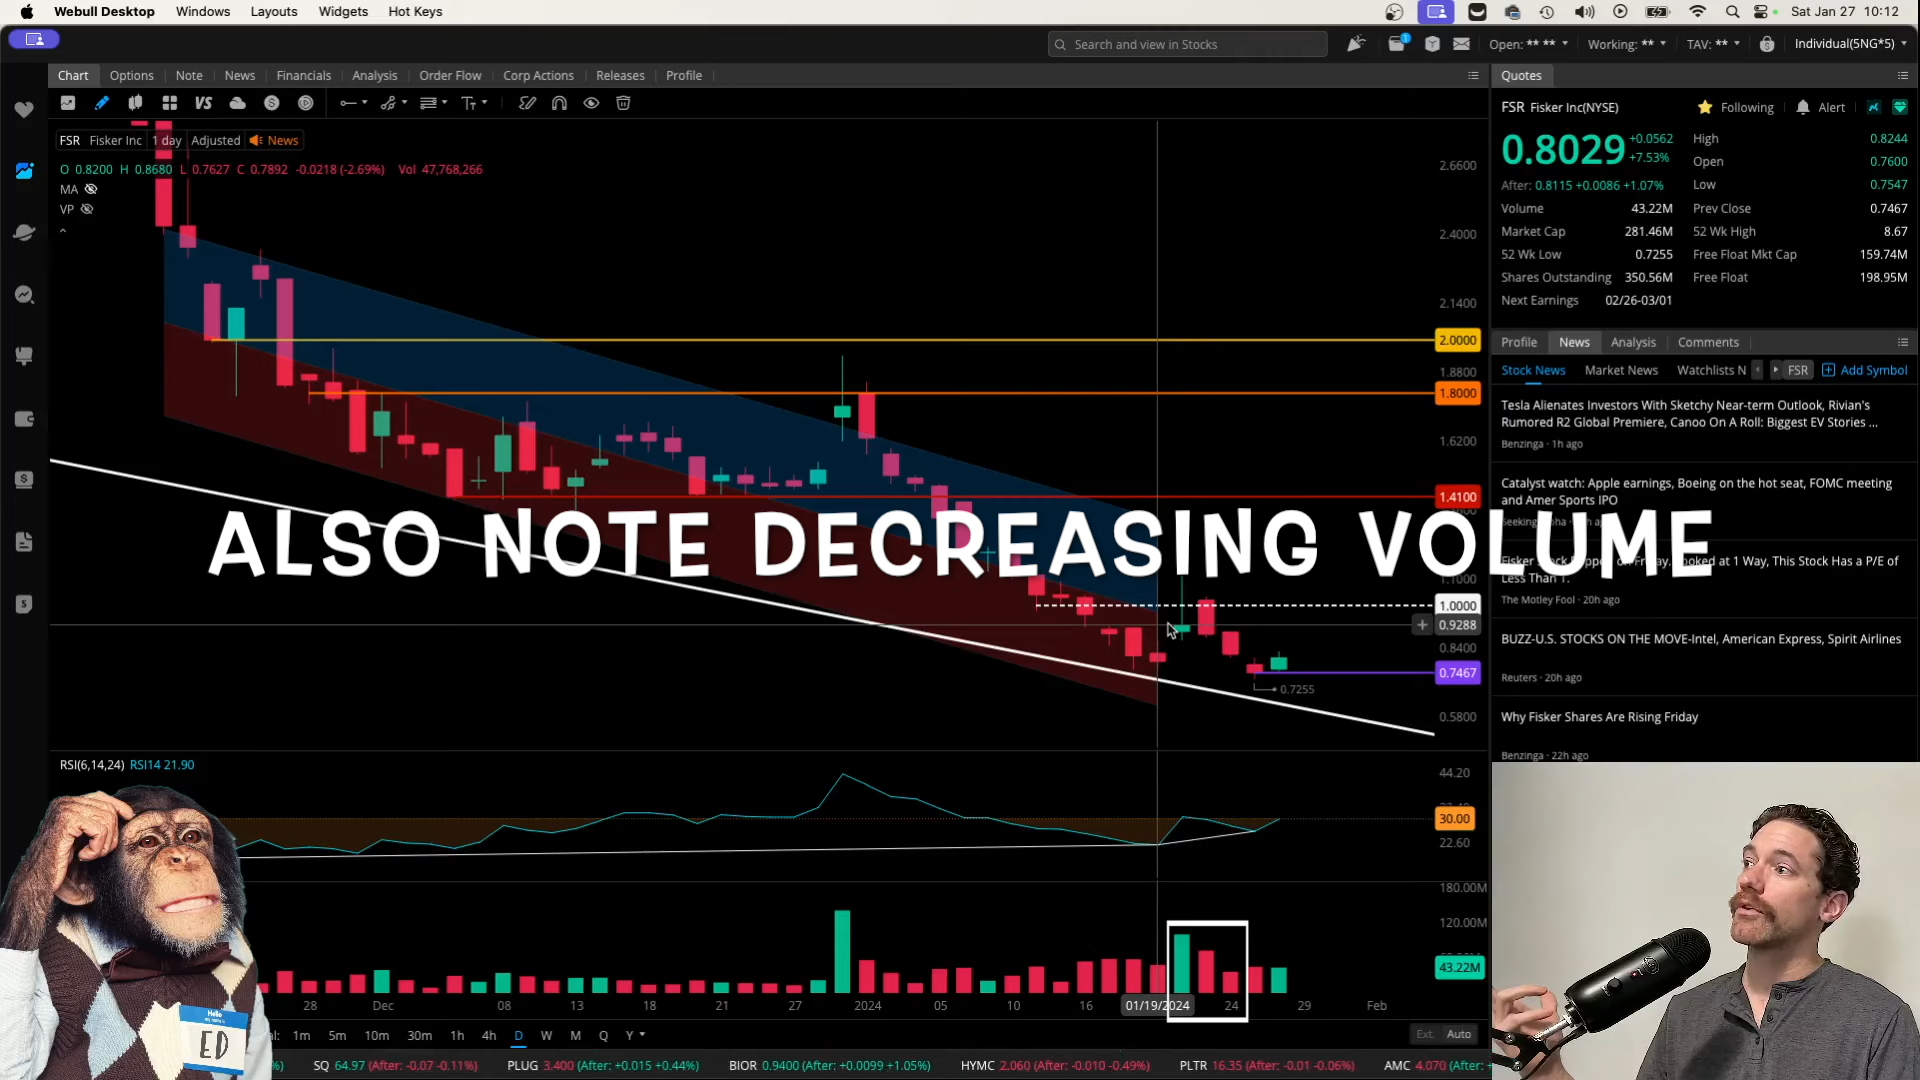 Webull Desktop Windows Layouts Widgets Hot Keys Sat Jan 27 10:12
Search and view in Stocks 1 Open: ** ** Working: ** TAV: ** Individual(5NG*5)
Chart Options Note News Financials Analysis Order Flow Corp Actions Releases Profile Quotes
VS
FSR Fisker Inc(NYSE) Following Alert
FSR Fisker Inc 1 day Adjusted News
O 0.8200 H 0.8680 L 0.7627 C 0.7892 -0.0218 (-2.69%) Vol 47,768,266
MA
VP
0.8029 +0.0562
+7.53%
After: 0.8115 +0.0086 +1.07%
High 0.8244
Open 0.7600
Low 0.7547
Volume 43.22M Prev Close 0.7467
Market Cap 281.46M 52 Wk High 8.67
52 Wk Low 0.7255 Free Float Mkt Cap 159.74M
Shares Outstanding 350.56M Free Float 198.95M
Next Earnings 02/26-03/01
Profile News Analysis Comments
Stock News Market News Watchlists N FSR Add Symbol
Tesla Alienates Investors With Sketchy Near-term Outlook, Rivian's
Rumored R2 Global Premiere, Canoo On A Roll: Biggest EV Stories ...
Benzinga · 1h ago
Catalyst watch: Apple earnings, Boeing on the hot seat, FOMC meeting
and Amer Sports IPO
ALSO NOTE DECREASING VOLUME
at 1 Way, This Stock Has a P/E of
Less Than 1.
The Motley Fool · 20h ago
BUZZ-U.S. STOCKS ON THE MOVE-Intel, American Express, Spirit Airlines
Reuters · 20h ago
Why Fisker Shares Are Rising Friday
Benzinga · 22h ago
2.6600
2.4000
2.1400
2.0000
1.8800
1.8000
1.6200
1.4100
1.1000
1.0000
0.9288
0.8400
0.7467
0.7255
0.5800
RSI(6,14,24) RSI14 21.90
44.20
30.00
22.60
180.00M
120.00M
43.22M
28 Dec 08 13 18 21 27 2024 05 10 16 01/19/2024 24 29 Feb
1m 5m 10m 30m 1h 4h D W M Q Y Ext. Auto
SQ 64.97 (After: -0.07 -0.11%) PLUG 3.400 (After: +0.015 +0.44%) BIOR 0.9400 (After: +0.0099 +1.05%) HYMC 2.060 (After: -0.010 -0.49%) PLTR 16.35 (After: -0.01 -0.06%) AMC 4.070 (After:
Hello
ED